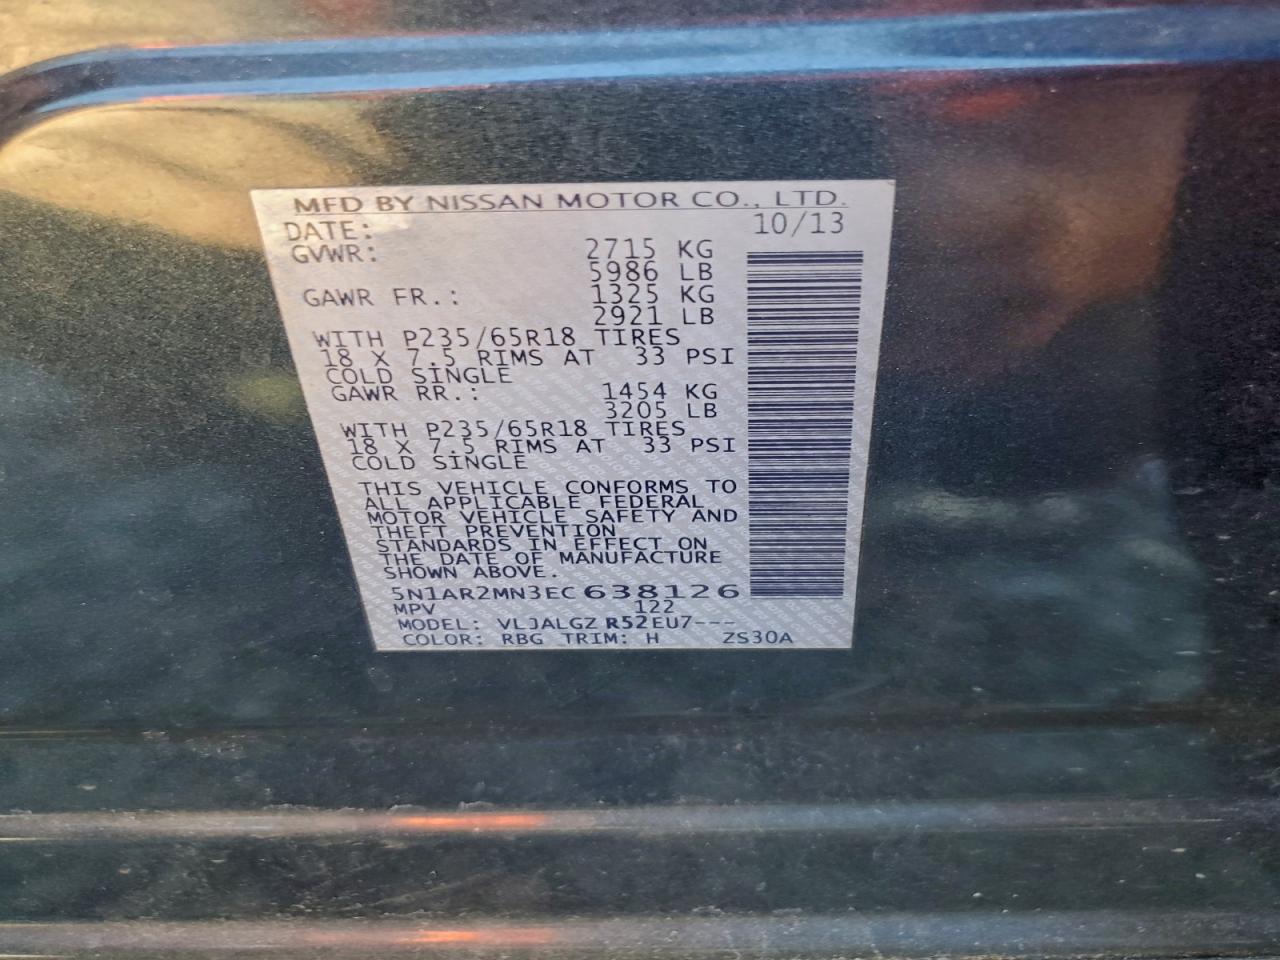 MFD BY NISSAN MOTOR CO., LTD.
DATE: 10/13
GVWR: 2715 KG
5986 LB
GAWR FR.: 1325 KG
2921 LB
WITH P235/65R18 TIRES
18 X 7.5 RIMS AT 33 PSI
COLD SINGLE
GAWR RR.: 1454 KG
3205 LB
WITH P235/65R18 TIRES
18 X 7.5 RIMS AT 33 PSI
COLD SINGLE
THIS VEHICLE CONFORMS TO
ALL APPLICABLE FEDERAL
MOTOR VEHICLE SAFETY AND
THEFT PREVENTION
STANDARDS IN EFFECT ON
THE DATE OF MANUFACTURE
SHOWN ABOVE.
5N1AR2MN3EC638126
MPV 122
MODEL: VLJALGZ R52EU7---
COLOR: RBG TRIM: H ZS30A